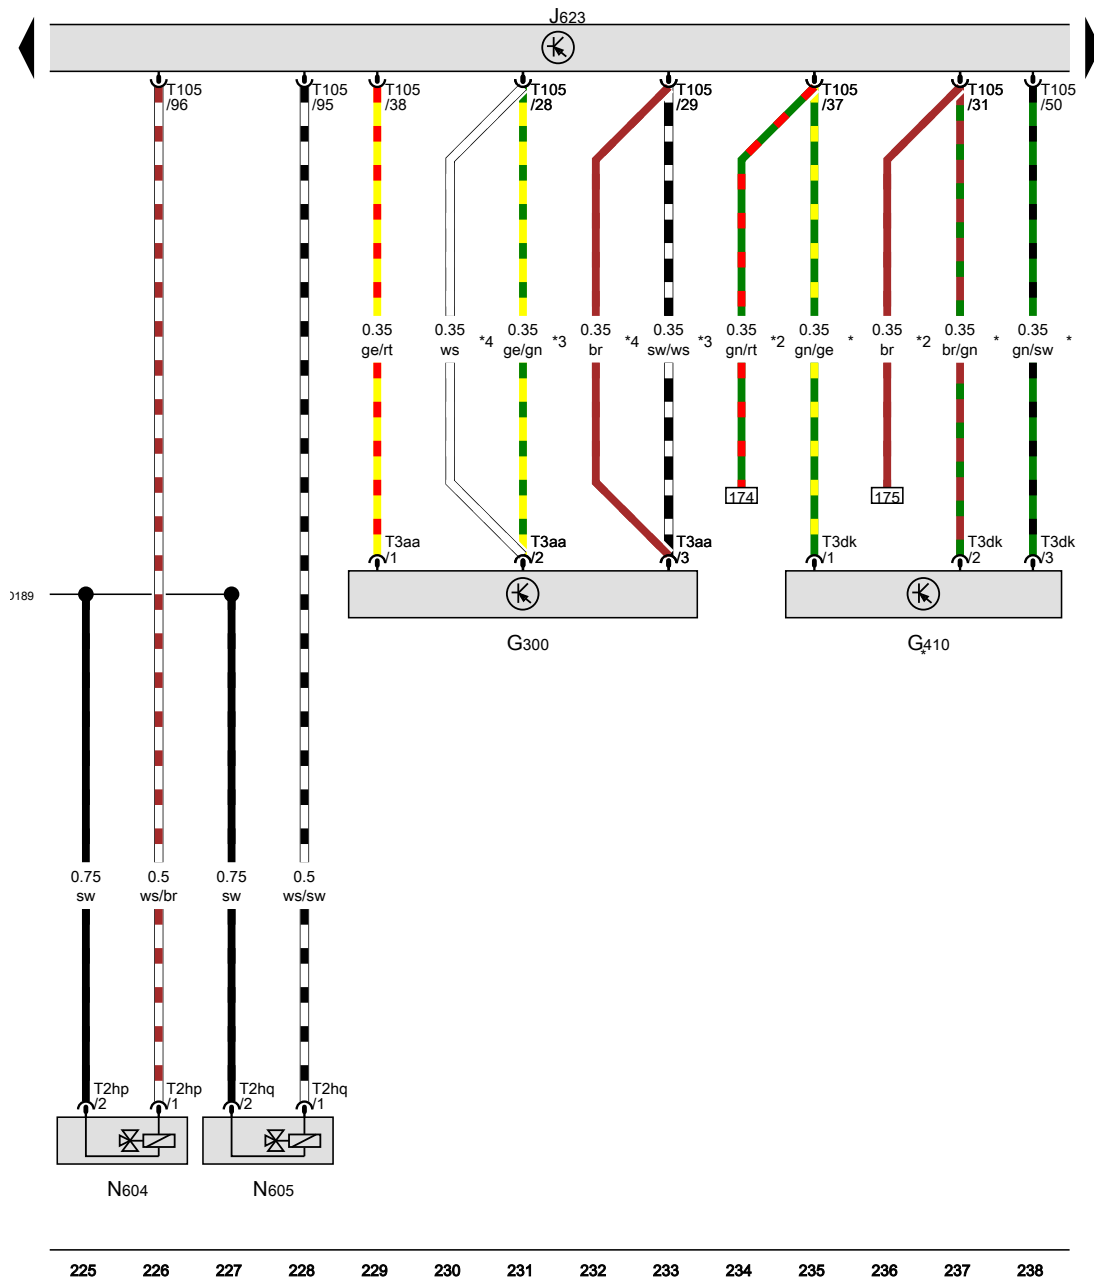 J623
T105 T105 T105 T105 T105 T105 T105 T105
/96 /95 /38 /28 /29 /37 /31 /50
0.35 0.35 0.35 0.35 0.35 0.35 0.35 0.35 0.35 0.35
ge/rt ws *4 ge/gn *3 br *4 sw/ws *3 gn/rt *2 gn/ge * br *2 br/gn * gn/sw *
174 175
T3aa T3aa T3aa T3dk T3dk T3dk
/1 /2 /3 /1 /2 /3
G300 G410
*
0.75 0.5 0.75 0.5
sw ws/br sw ws/sw
T2hp T2hp T2hq T2hq
/2 /1 /2 /1
N604 N605
225 226 227 228 229 230 231 232 233 234 235 236 237 238